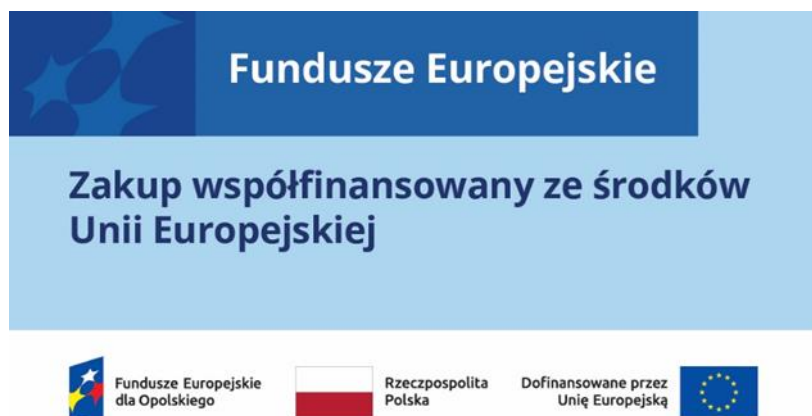 Fundusze Europejskie
Zakup współfinansowany ze środków
Unii Europejskiej
Fundusze Europejskie
dla Opolskiego
Rzeczpospolita
Polska
Dofinansowane przez
Unię Europejską